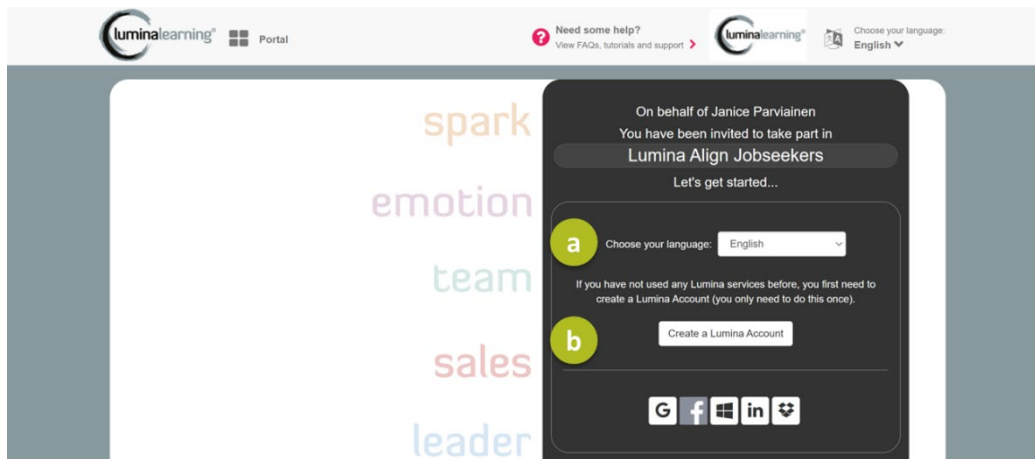 luminalearning®
Portal
Need some help?
View FAQs, tutorials and support
luminalearning®
Choose your language:
English
spark
emotion
team
sales
leader
On behalf of Janice Parviainen
You have been invited to take part in
Lumina Align Jobseekers
Let's get started...
a
Choose your language:
English
If you have not used any Lumina services before, you first need to
create a Lumina Account (you only need to do this once).
b
Create a Lumina Account
G
f
in